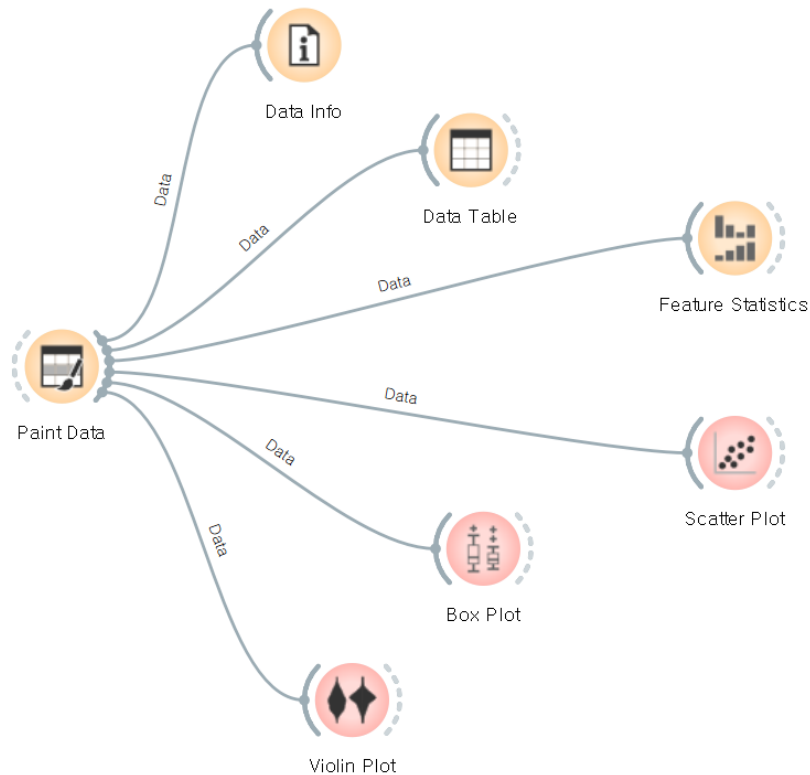 Data Info
Data
Data Table
Data
Feature Statistics
Data
Paint Data
Data
Scatter Plot
Data
Box Plot
Data
Violin Plot